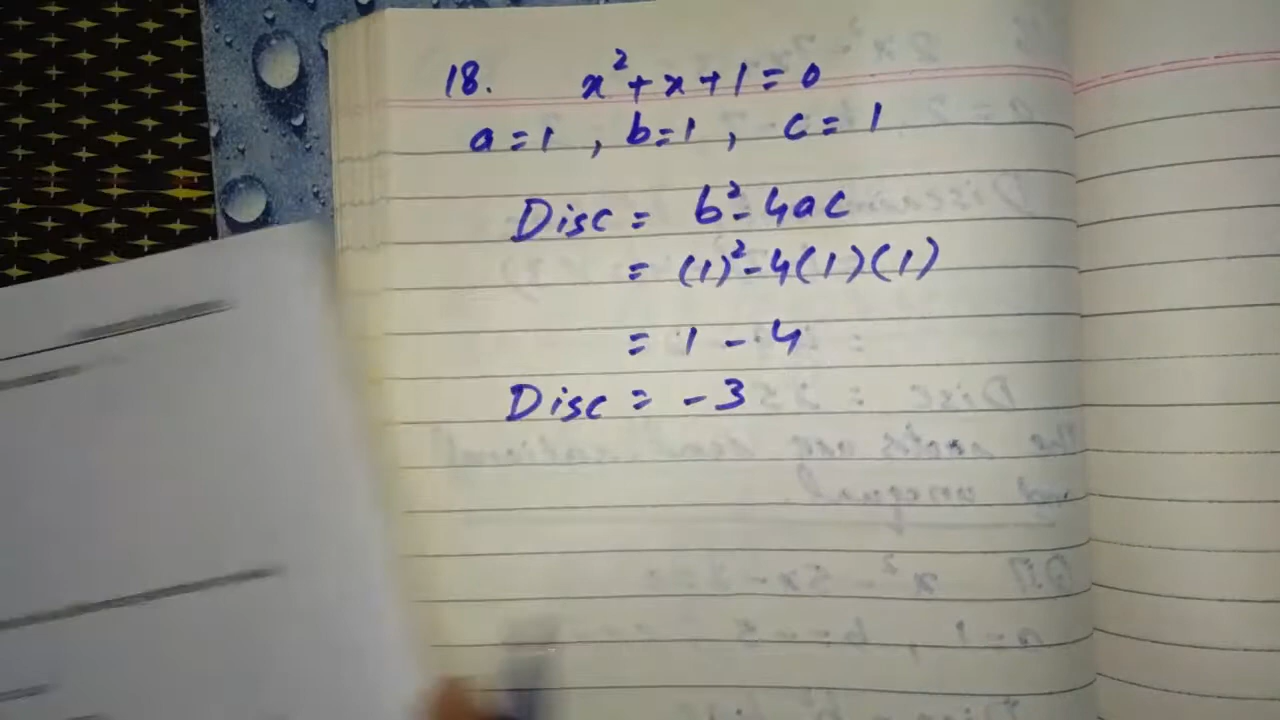 18. x²+x+1=0
a=1 , b=1 , c=1
Disc = b²-4ac
= (1)²-4(1)(1)
= 1 - 4
Disc = -3